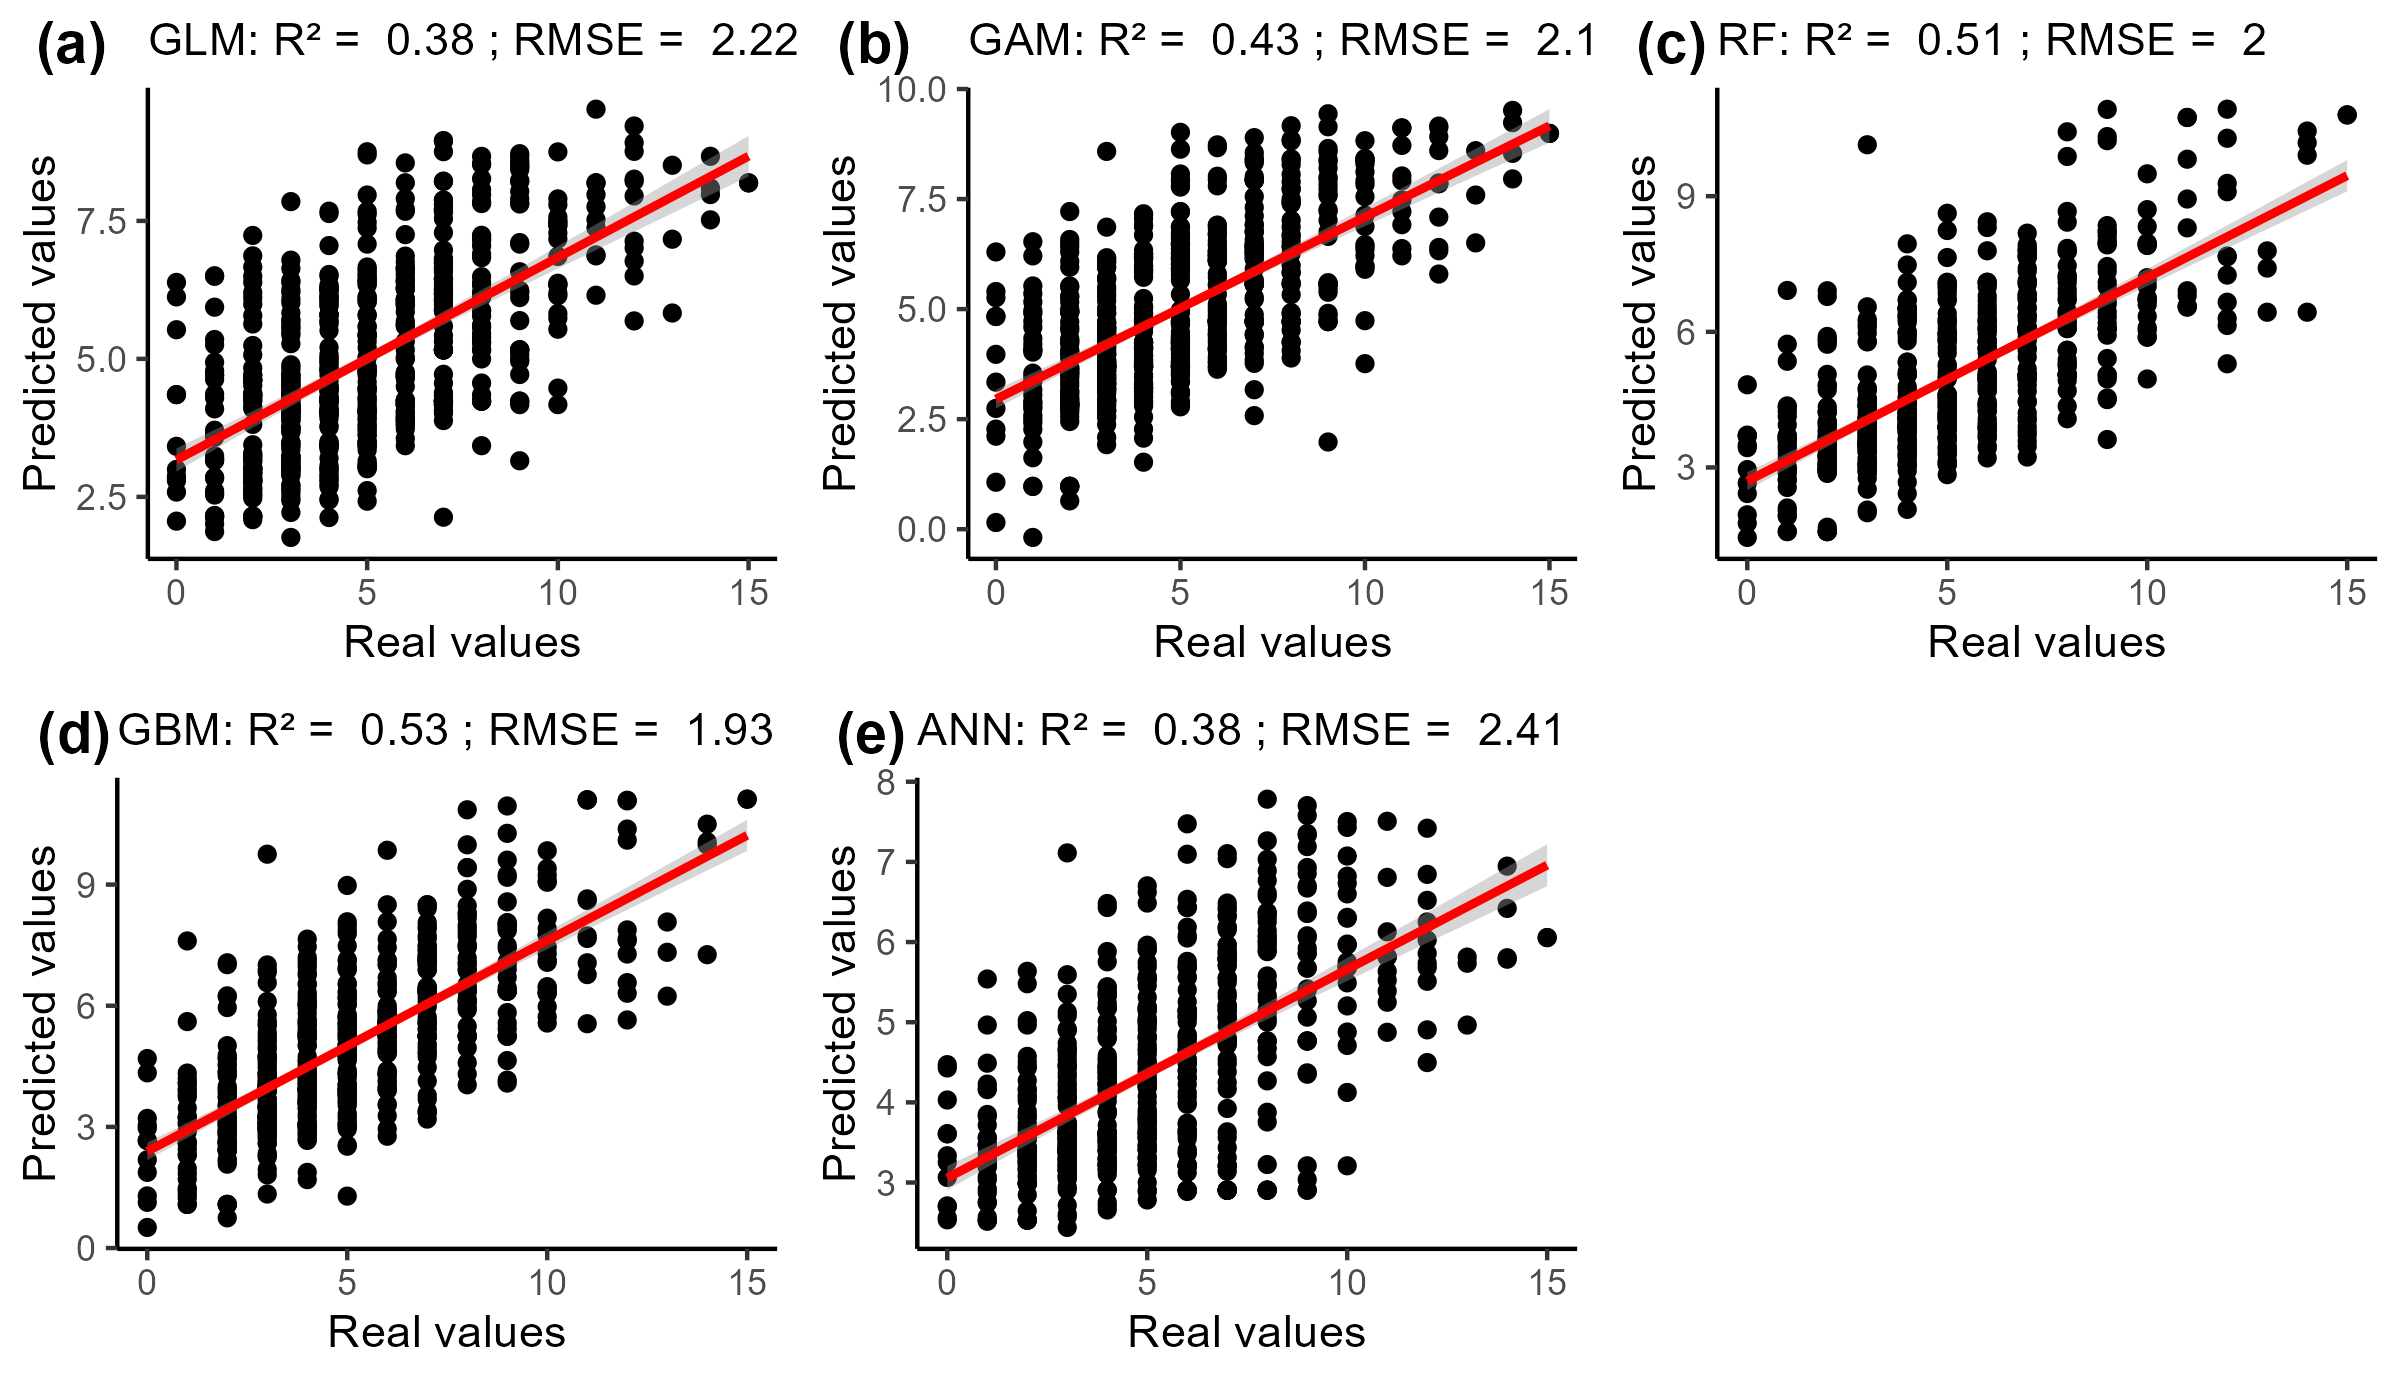 (a) GLM: R² = 0.38 ; RMSE = 2.22
Predicted values
7.5
5.0
2.5
0 5 10 15
Real values
(b) GAM: R² = 0.43 ; RMSE = 2.1
Predicted values
10.0
7.5
5.0
2.5
0.0
0 5 10 15
Real values
(c) RF: R² = 0.51 ; RMSE = 2
Predicted values
9
6
3
0 5 10 15
Real values
(d) GBM: R² = 0.53 ; RMSE = 1.93
Predicted values
9
6
3
0
0 5 10 15
Real values
(e) ANN: R² = 0.38 ; RMSE = 2.41
Predicted values
8
7
6
5
4
3
0 5 10 15
Real values